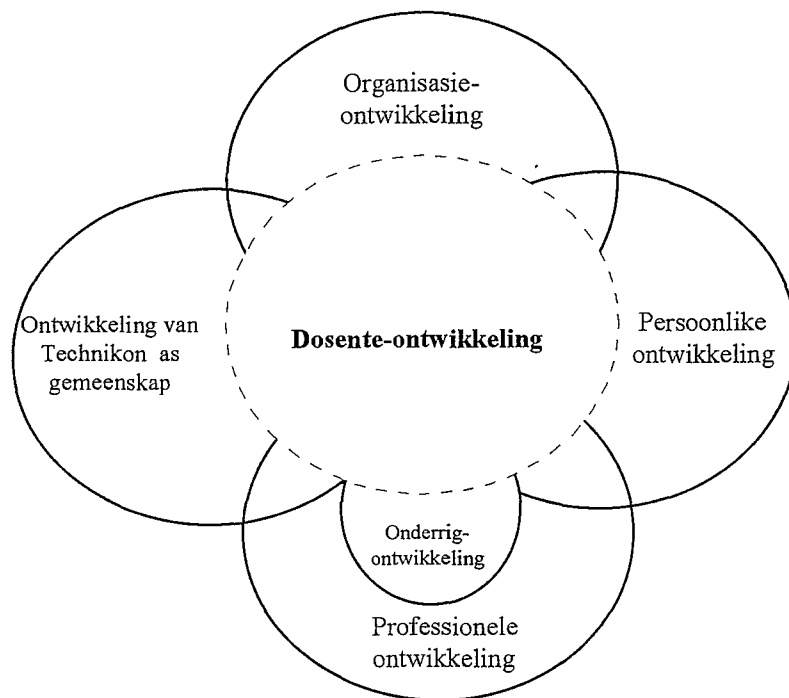 Organisasie-
ontwikkeling
Ontwikkeling van
Technikon as
gemeenskap
Dosente-ontwikkeling
Persoonlike
ontwikkeling
Onderrig-
ontwikkeling
Professionele
ontwikkeling